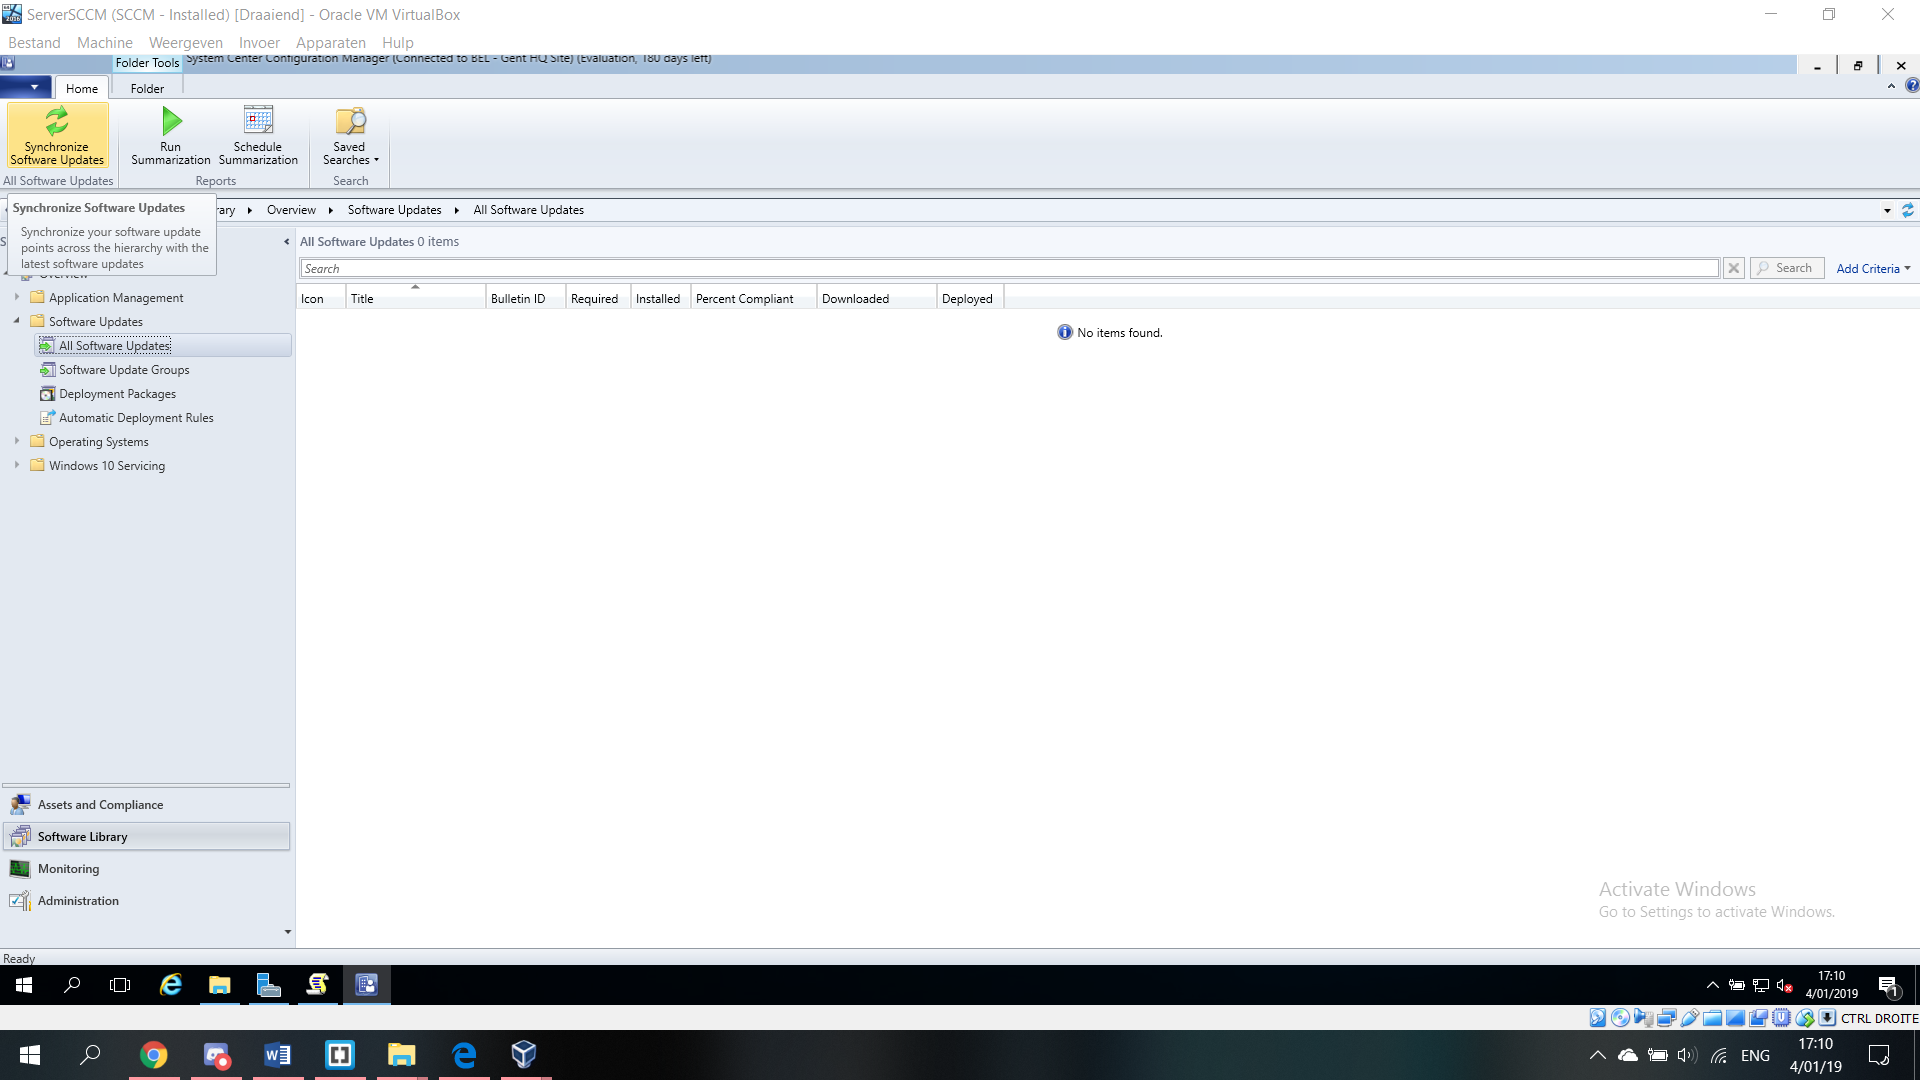 ServerSCCM (SCCM - Installed) [Draaiend] - Oracle VM VirtualBox
Bestand Machine Weergeven Invoer Apparaten Hulp
Folder Tools System Center Configuration Manager (Connected to BEL - Gent HQ Site) (Evaluation, 180 days left)
Home Folder
Synchronize Software Updates
Run Summarization
Schedule Summarization
Saved Searches
All Software Updates Reports Search
Synchronize Software Updates
Synchronize your software update
points across the hierarchy with the
latest software updates
Overview Software Updates All Software Updates
All Software Updates 0 items
Search Search Add Criteria
Icon Title Bulletin ID Required Installed Percent Compliant Downloaded Deployed
No items found.
Overview
Application Management
Software Updates
All Software Updates
Software Update Groups
Deployment Packages
Automatic Deployment Rules
Operating Systems
Windows 10 Servicing
Assets and Compliance
Software Library
Monitoring
Administration
Activate Windows
Go to Settings to activate Windows.
Ready
17:10
4/01/2019
1
CTRL DROITE
ENG
17:10
4/01/19